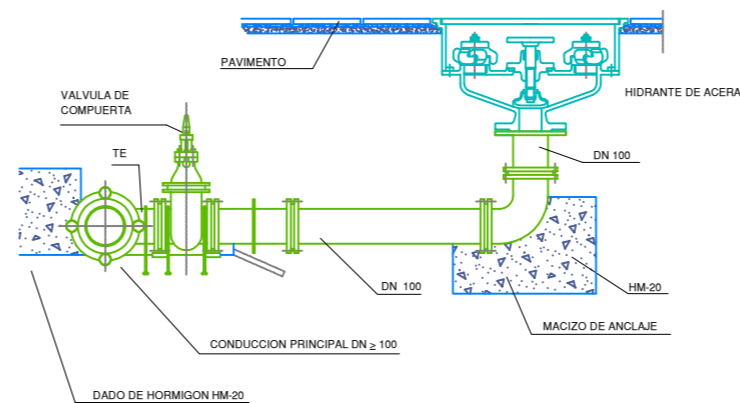 PAVIMENTO
VALVULA DE
COMPUERTA
HIDRANTE DE ACERA
TE
DN 100
DN 100
HM-20
MACIZO DE ANCLAJE
CONDUCCION PRINCIPAL DN ≥ 100
DADO DE HORMIGON HM-20